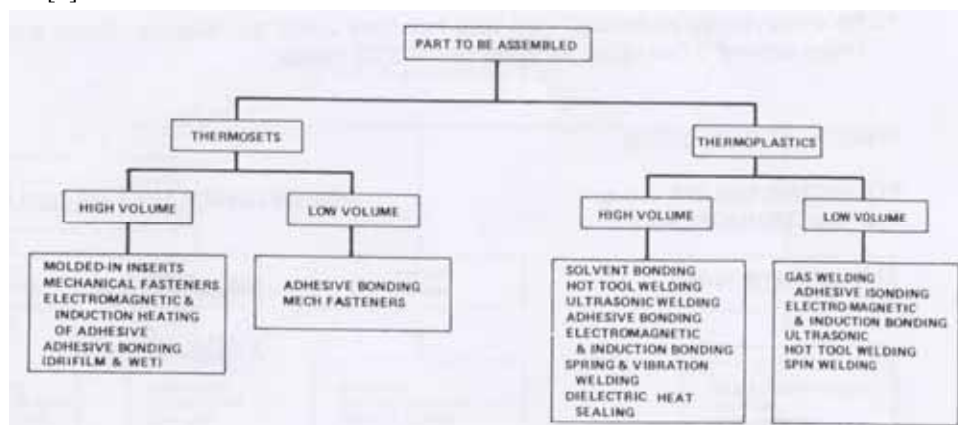 PART TO BE ASSEMBLED
THERMOSETS
THERMOPLASTICS
HIGH VOLUME
LOW VOLUME
HIGH VOLUME
LOW VOLUME
MOLDED-IN INSERTS
MECHANICAL FASTENERS
ELECTROMAGNETIC &
INDUCTION HEATING
OF ADHESIVE
ADHESIVE BONDING
(DRIFILM & WET)
ADHESIVE BONDING
MECH FASTENERS
SOLVENT BONDING
HOT TOOL WELDING
ULTRASONIC WELDING
ADHESIVE BONDING
ELECTROMAGNETIC
& INDUCTION BONDING
SPRING & VIBRATION
WELDING
DIELECTRIC HEAT
SEALING
GAS WELDING
ADHESIVE ISONDING
ELECTRO-MAGNETIC
& INDUCTION BONDING
ULTRASONIC
HOT TOOL WELDING
SPIN WELDING